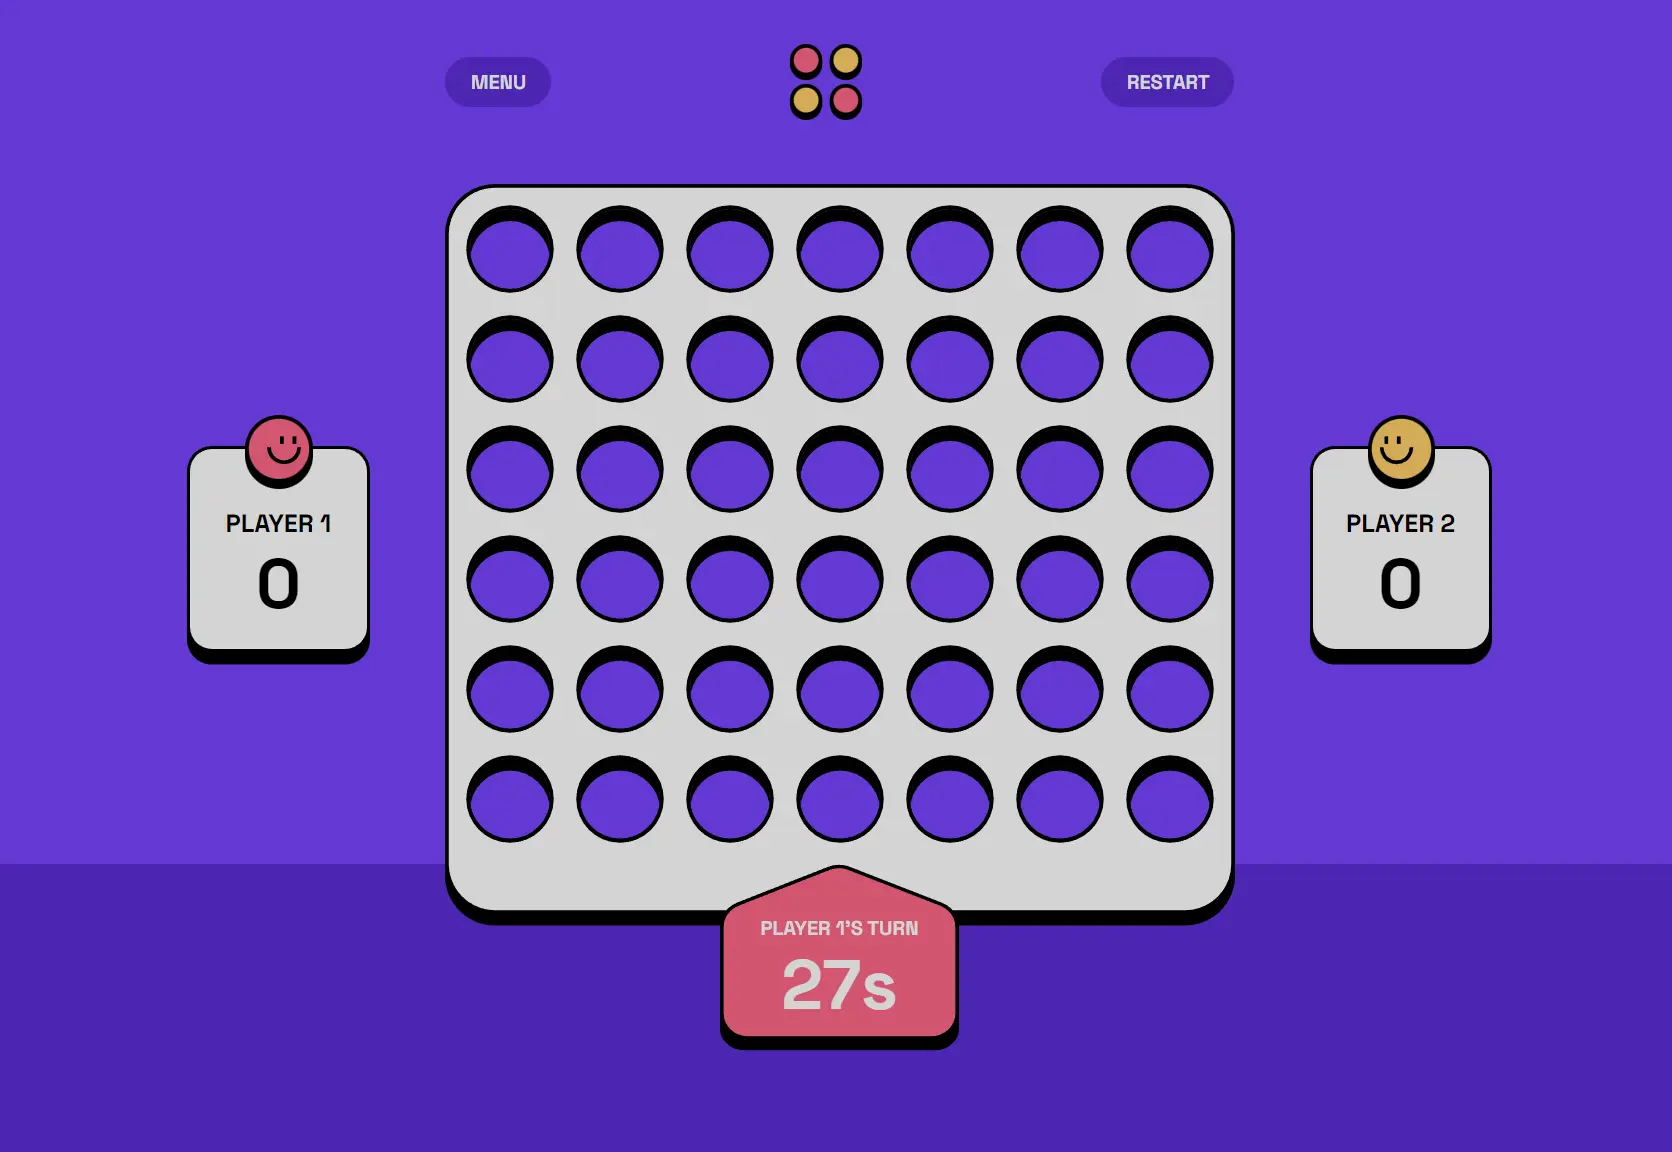 MENU
RESTART
PLAYER 1
0
PLAYER 2
0
PLAYER 1'S TURN
27s